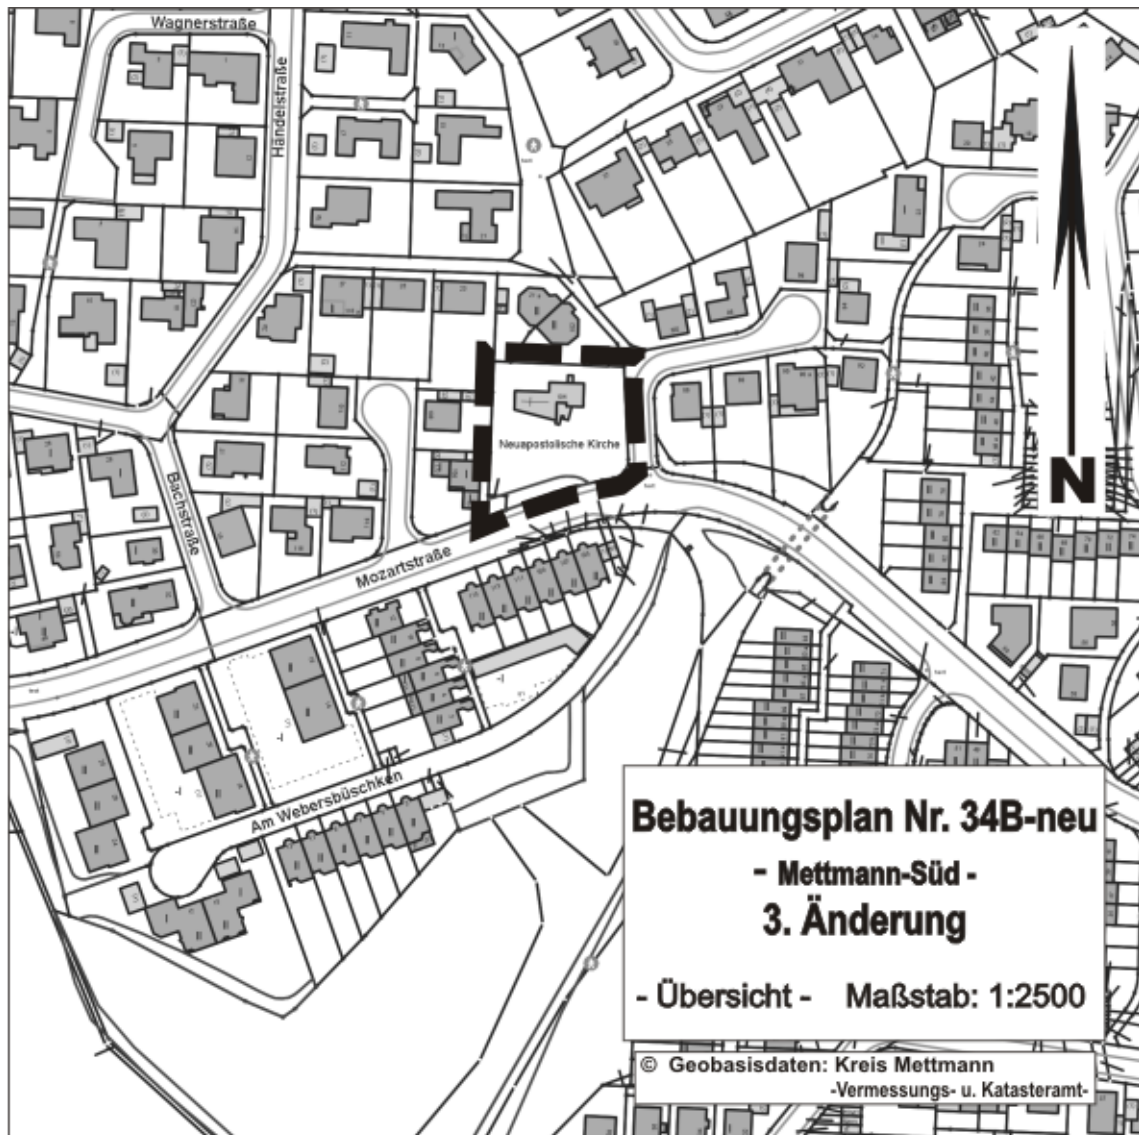 Wagnerstraße
Händelstraße
Neuapostolische Kirche
Bachstraße
Mozartstraße
N
Am Webersbüschken
Bebauungsplan Nr. 34B-neu
- Mettmann-Süd -
3. Änderung
- Übersicht - Maßstab: 1:2500
© Geobasisdaten: Kreis Mettmann
-Vermessungs- u. Katasteramt-